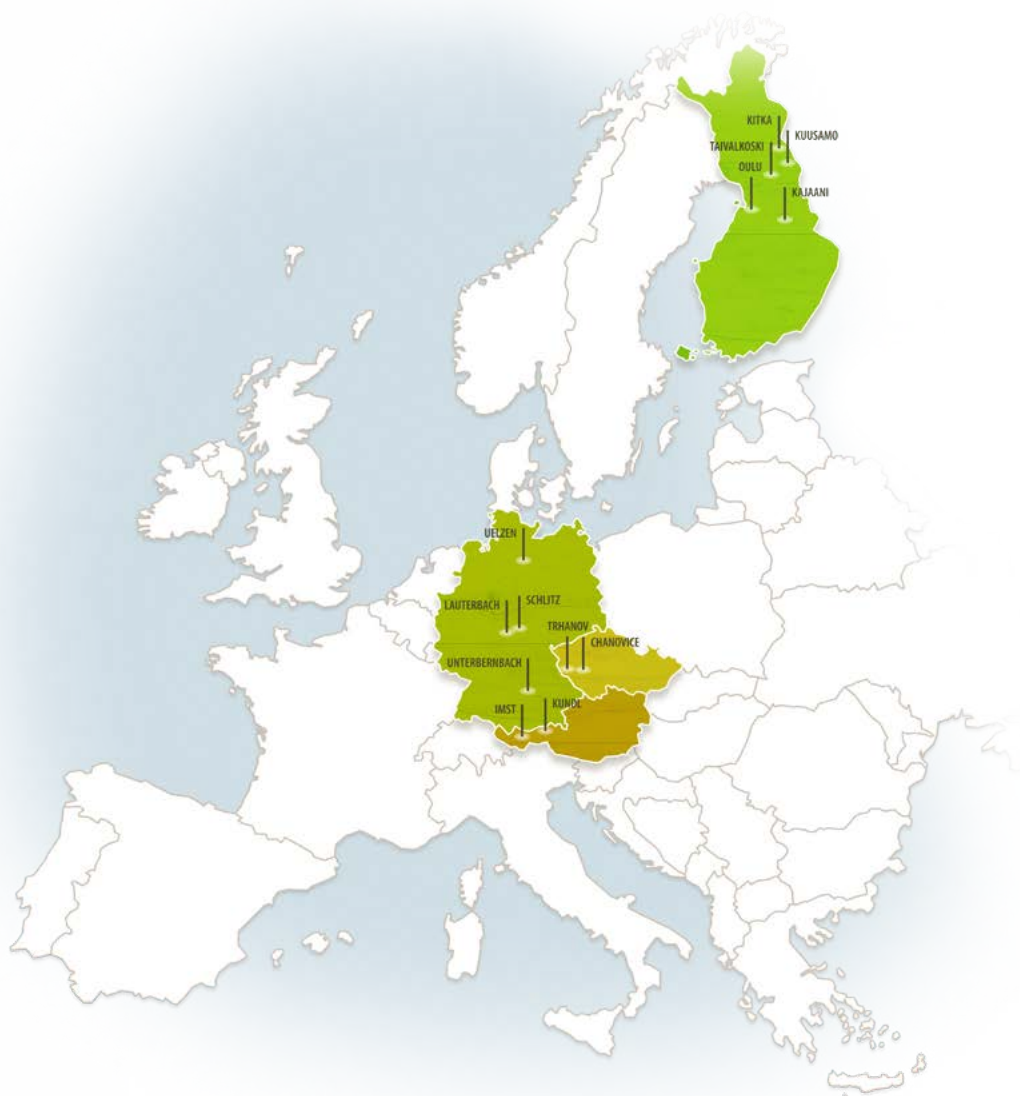 KITKA
KUUSAMO
TAIVALKOSKI
OULU
KAJAANI
UELZEN
SCHLITZ
LAUTERBACH
TRHANOV
CHANOVICE
UNTERBERNBACH
KUNDL
IMST